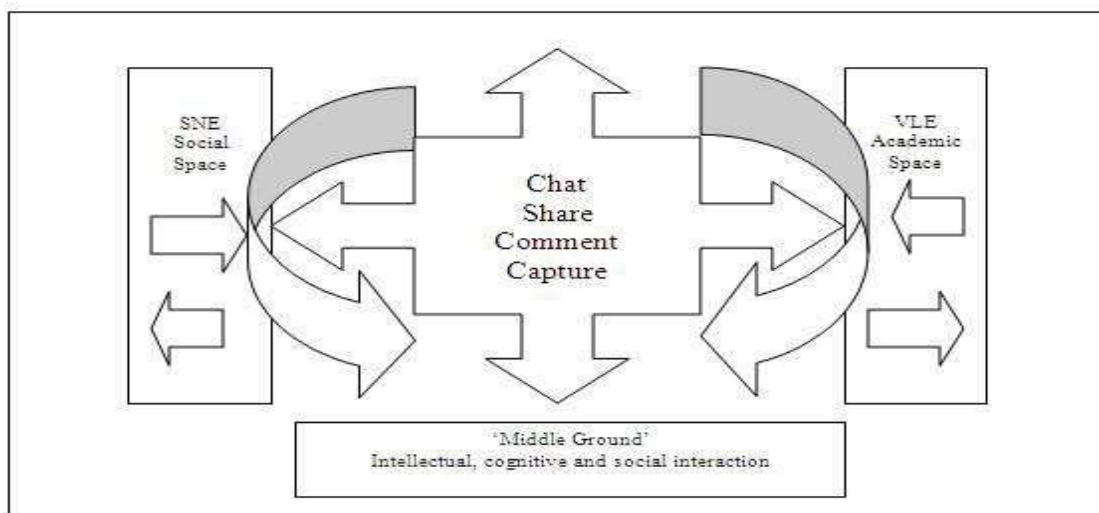 SNE
Social
Space
VLE
Academic
Space
Chat
Share
Comment
Capture
‘Middle Ground’
Intellectual, cognitive and social interaction